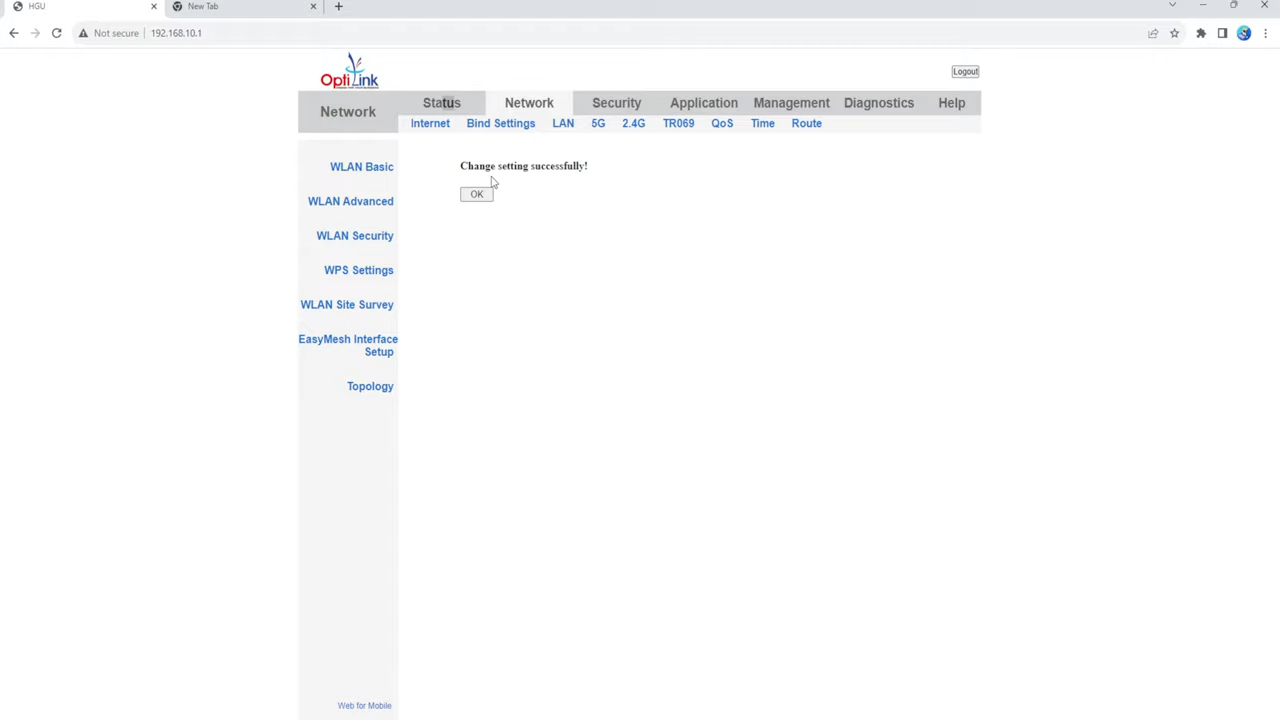 HGU
New Tab
Not secure 192.168.10.1
OptiLink
Logout
Network
Status Network Security Application Management Diagnostics Help
Internet Bind Settings LAN 5G 2.4G TR069 QoS Time Route
WLAN Basic
WLAN Advanced
WLAN Security
WPS Settings
WLAN Site Survey
EasyMesh Interface
Setup
Topology
Web for Mobile
Change setting successfully!
OK